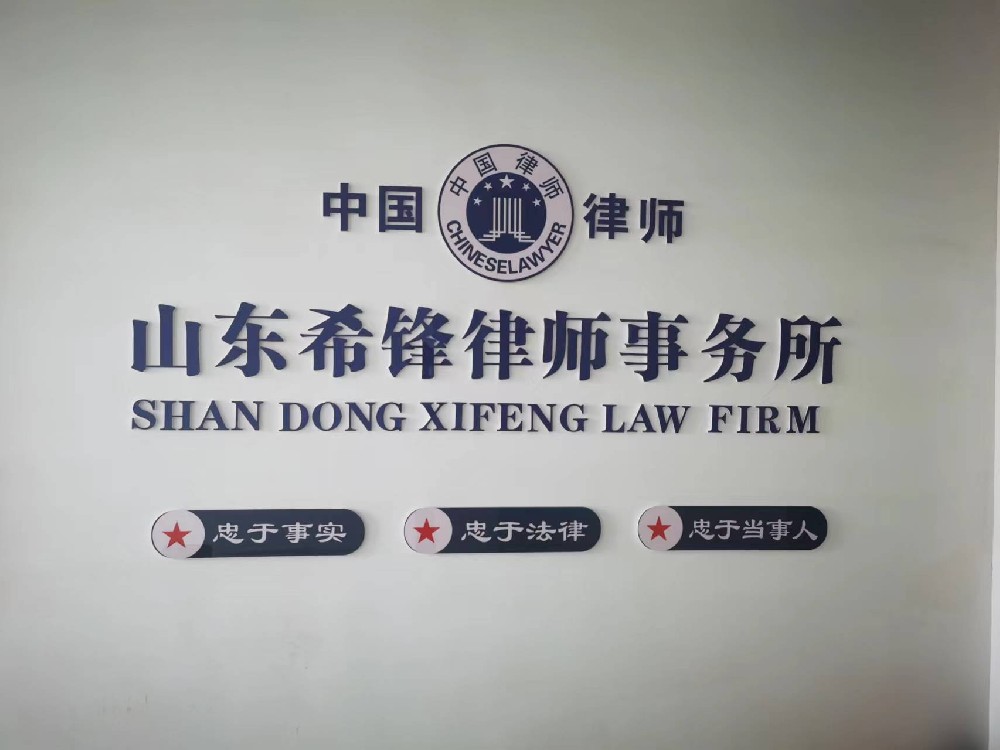 中国 律师
中国律师
CHINESELAWYER
山东希锋律师事务所
SHAN DONG XIFENG LAW FIRM
忠于事实 忠于法律 忠于当事人